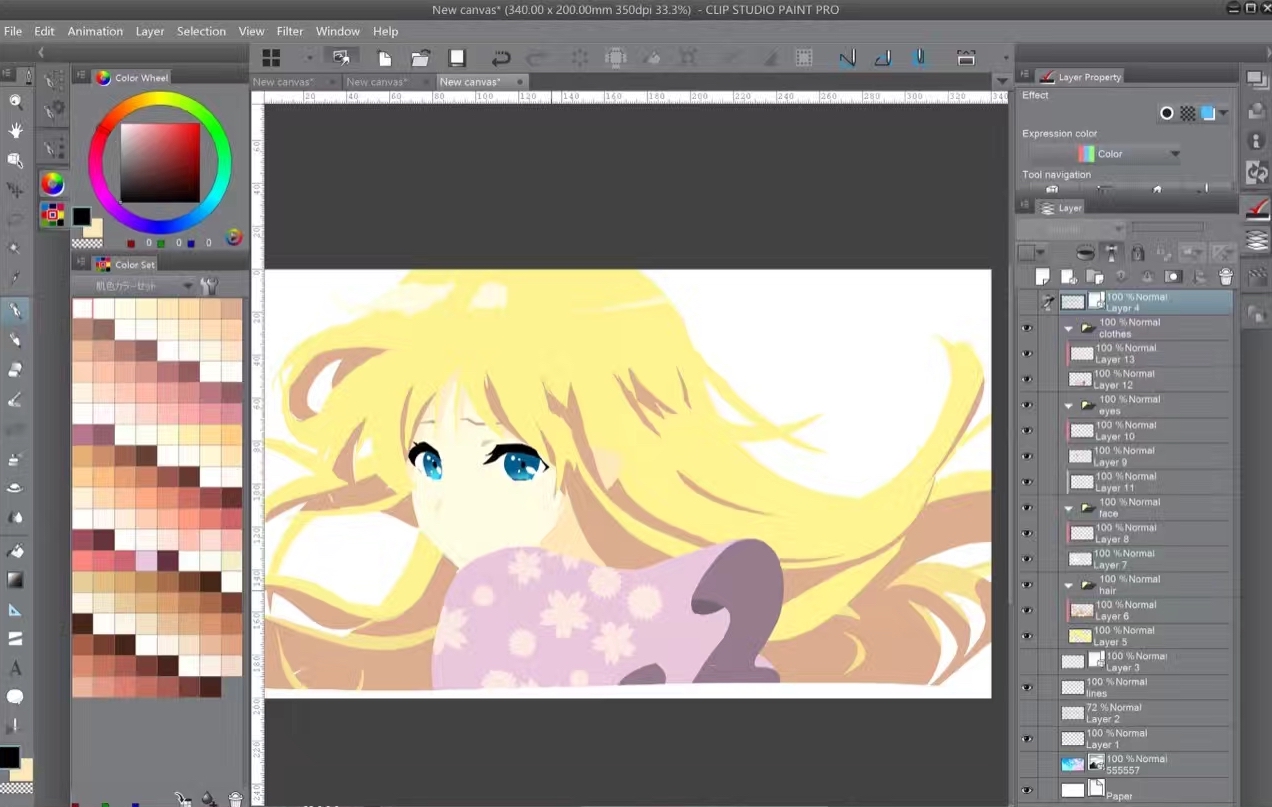 New canvas* (340.00 x 200.00mm 350dpi 33.3%) - CLIP STUDIO PAINT PRO
File Edit Animation Layer Selection View Filter Window Help
Color Wheel
New canvas* New canvas* New canvas*
Layer Property
20 40 60 80 100 120 140 160 180 200 220 240 260 280 300 320 340
Effect
Expression color
Color
Tool navigation
Layer
0 0 0
Color Set
肌色カラーセット
100 %Normal
Layer 4
100 %Normal
clothes
100 %Normal
Layer 13
100 %Normal
Layer 12
100 %Normal
eyes
100 %Normal
Layer 10
100 %Normal
Layer 9
100 %Normal
Layer 11
100 %Normal
face
100 %Normal
Layer 8
100 %Normal
Layer 7
100 %Normal
hair
100 %Normal
Layer 6
100 %Normal
Layer 5
100 %Normal
Layer 3
100 %Normal
lines
72 %Normal
Layer 2
100 %Normal
Layer 1
100 %Normal
555557
Paper